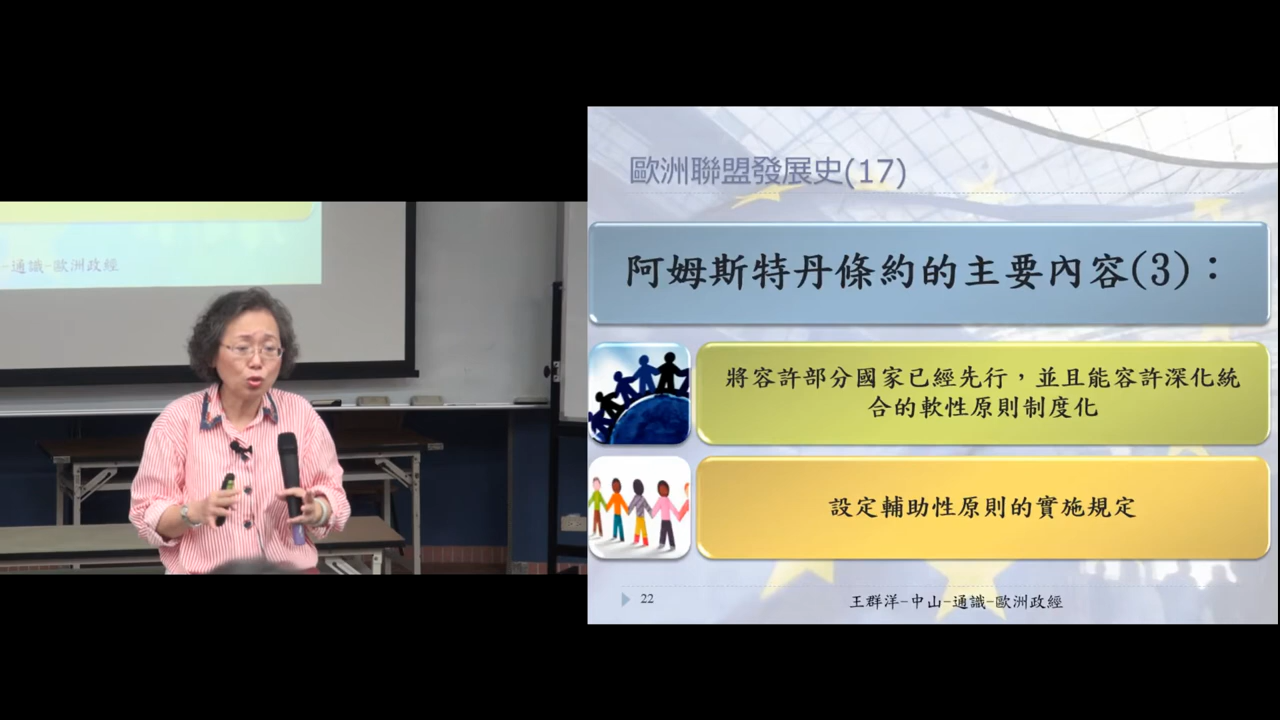 通識-歐洲政經
歐洲聯盟發展史(17)
阿姆斯特丹條約的主要內容(3)：
將容許部分國家已經先行，並且能容許深化統
合的軟性原則制度化
設定輔助性原則的實施規定
22
王群洋-中山-通識-歐洲政經